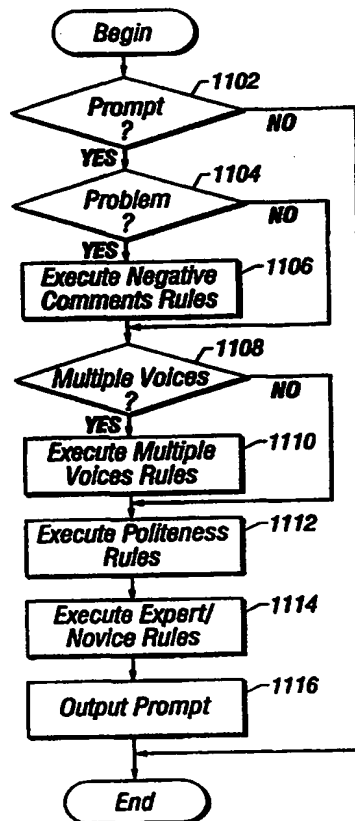 Begin
1102
Prompt
?
NO
YES
1104
Problem
?
NO
YES
1106
Execute Negative
Comments Rules
1108
Multiple Voices
?
NO
YES
1110
Execute Multiple
Voices Rules
1112
Execute Politeness
Rules
1114
Execute Expert/
Novice Rules
1116
Output Prompt
End